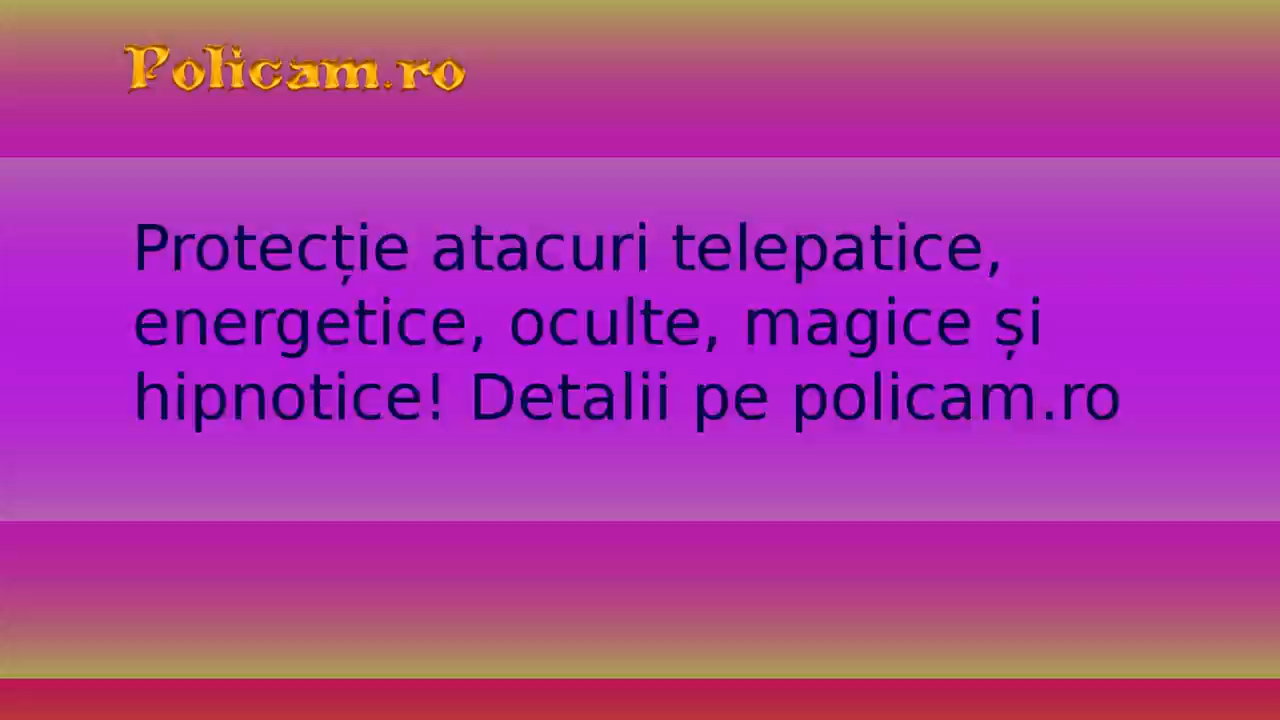 Policam.ro
Protecție atacuri telepatice,
energetice, oculte, magice și
hipnotice! Detalii pe policam.ro